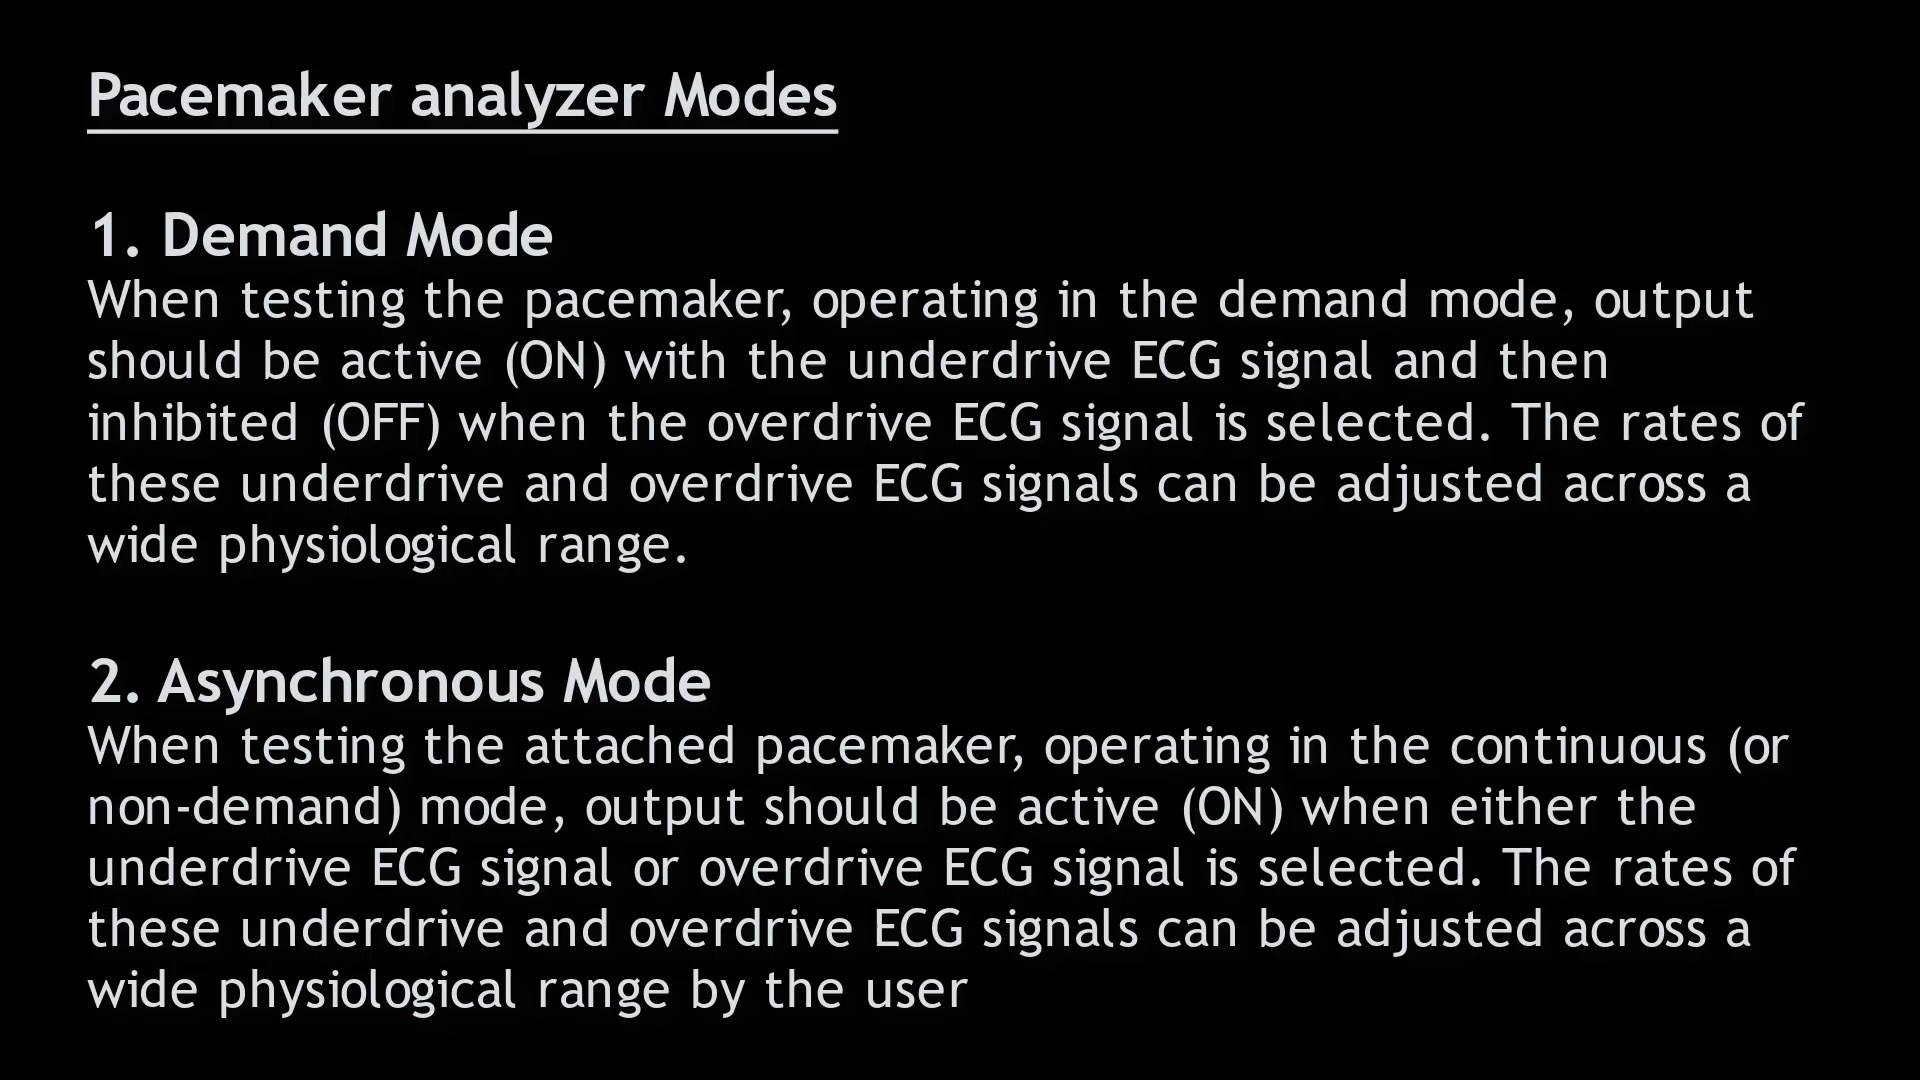 Pacemaker analyzer Modes
1. Demand Mode
When testing the pacemaker, operating in the demand mode, output
should be active (ON) with the underdrive ECG signal and then
inhibited (OFF) when the overdrive ECG signal is selected. The rates of
these underdrive and overdrive ECG signals can be adjusted across a
wide physiological range.
2. Asynchronous Mode
When testing the attached pacemaker, operating in the continuous (or
non-demand) mode, output should be active (ON) when either the
underdrive ECG signal or overdrive ECG signal is selected. The rates of
these underdrive and overdrive ECG signals can be adjusted across a
wide physiological range by the user